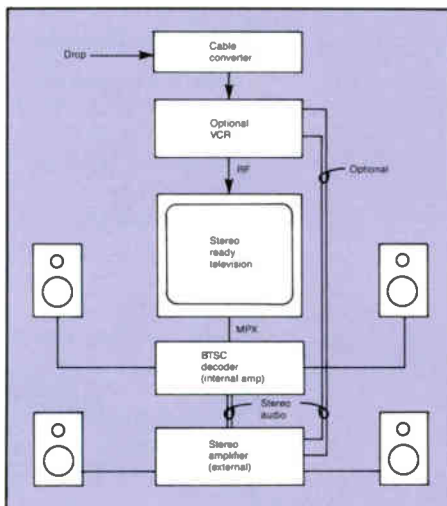 Drop
Cable
converter
Optional
VCR
RF
Optional
Stereo
ready
television
MPX
BTSC
decoder
(internal amp)
Stereo
audio
Stereo
amplifier
(external)